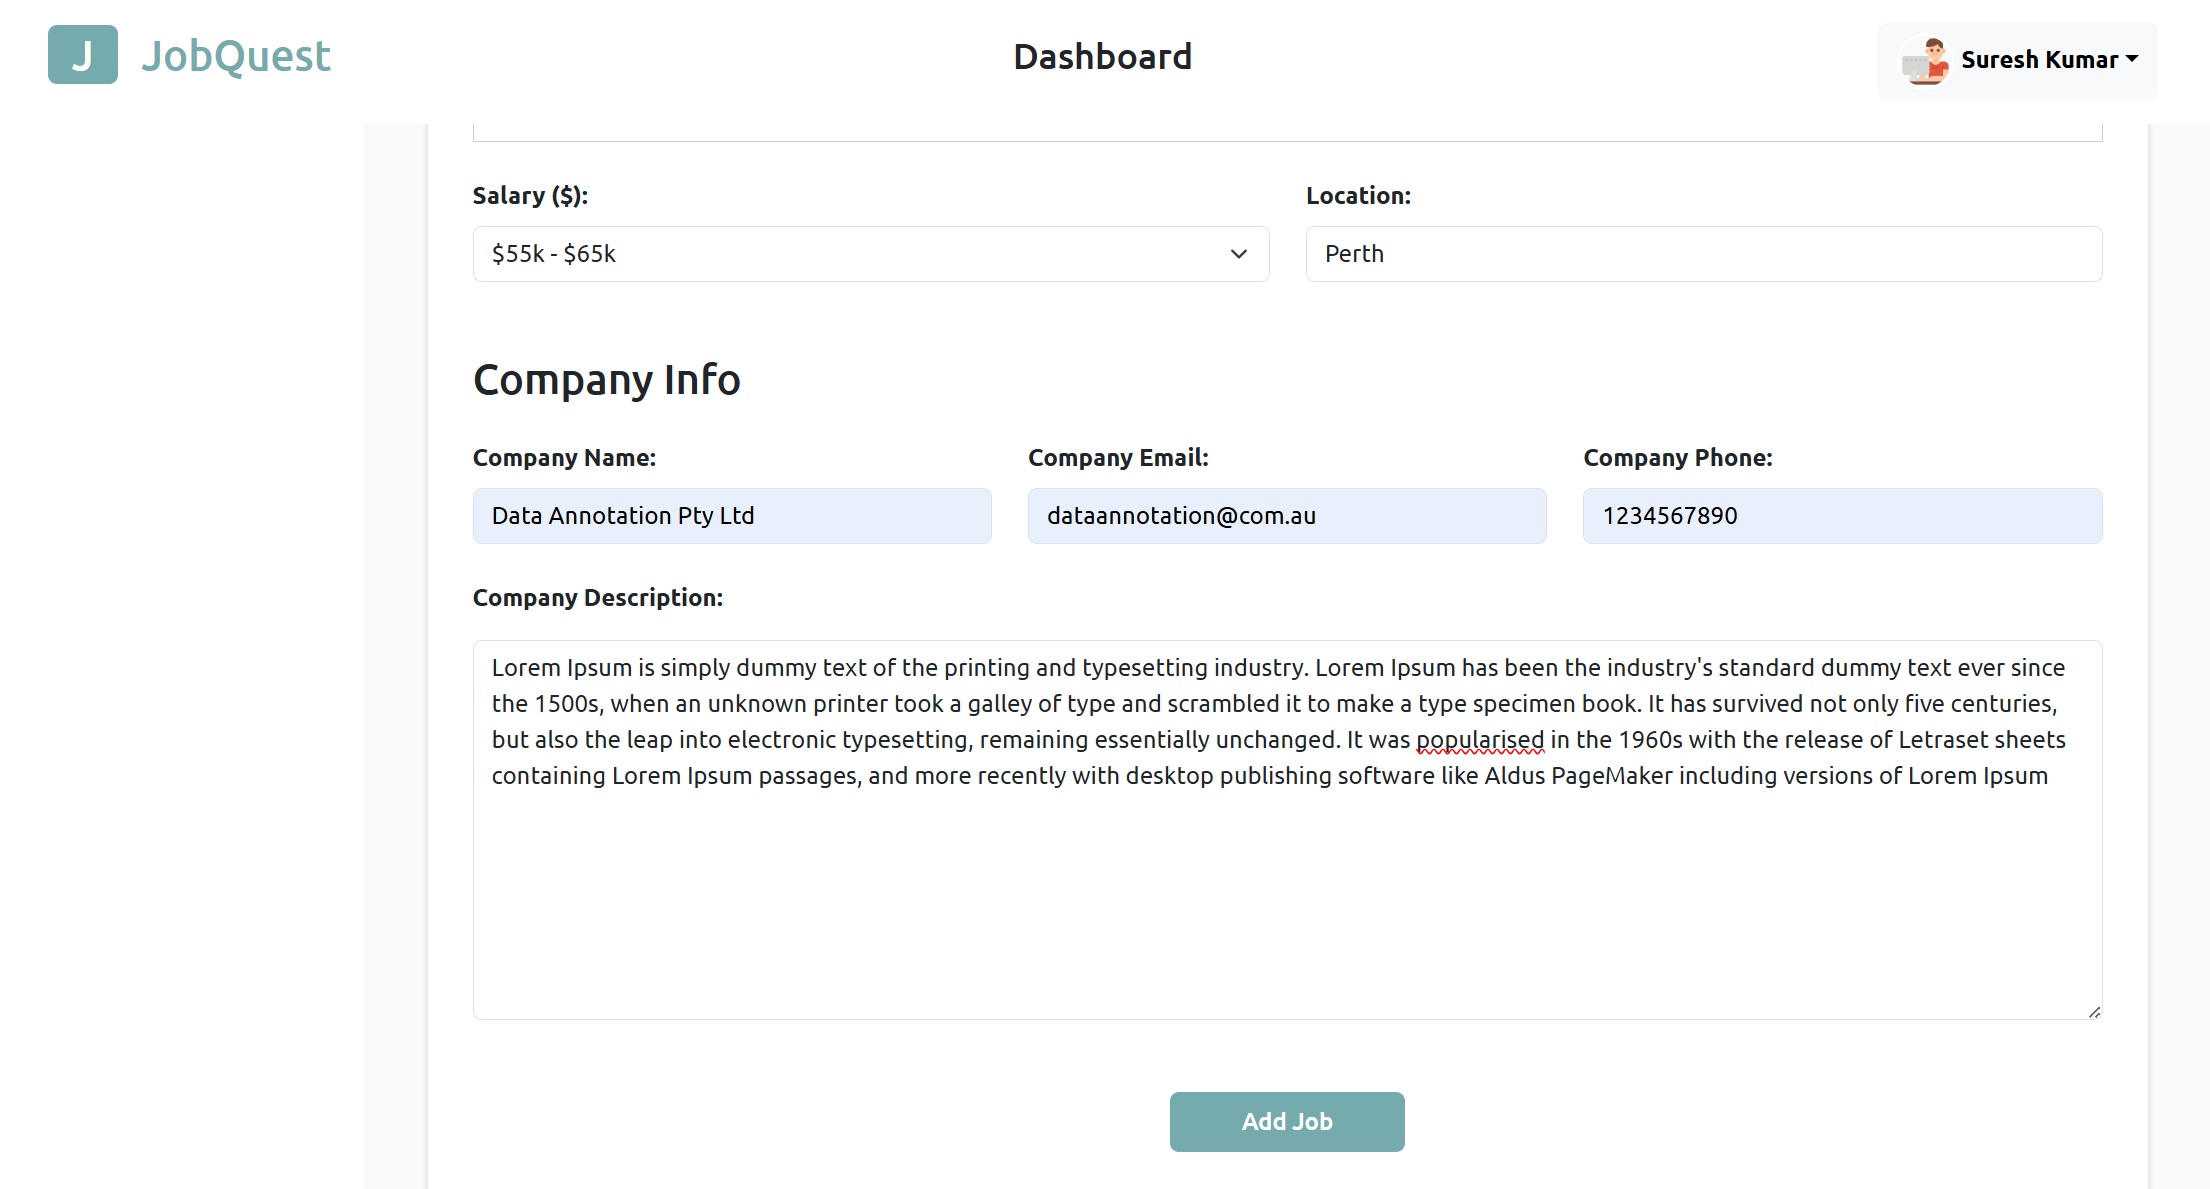 J JobQuest
Dashboard
Suresh Kumar
Salary ($):
Location:
$55k - $65k
Perth
Company Info
Company Name:
Company Email:
Company Phone:
Data Annotation Pty Ltd
dataannotation@com.au
1234567890
Company Description:
Lorem Ipsum is simply dummy text of the printing and typesetting industry. Lorem Ipsum has been the industry's standard dummy text ever since
the 1500s, when an unknown printer took a galley of type and scrambled it to make a type specimen book. It has survived not only five centuries,
but also the leap into electronic typesetting, remaining essentially unchanged. It was popularised in the 1960s with the release of Letraset sheets
containing Lorem Ipsum passages, and more recently with desktop publishing software like Aldus PageMaker including versions of Lorem Ipsum
Add Job